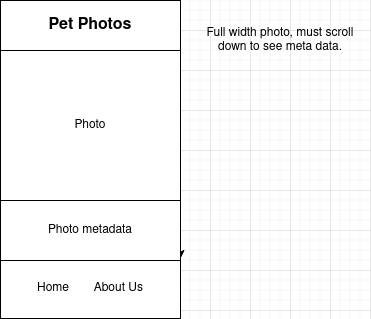 Pet Photos
Full width photo, must scroll
down to see meta data.
Photo
Photo metadata
Home About Us